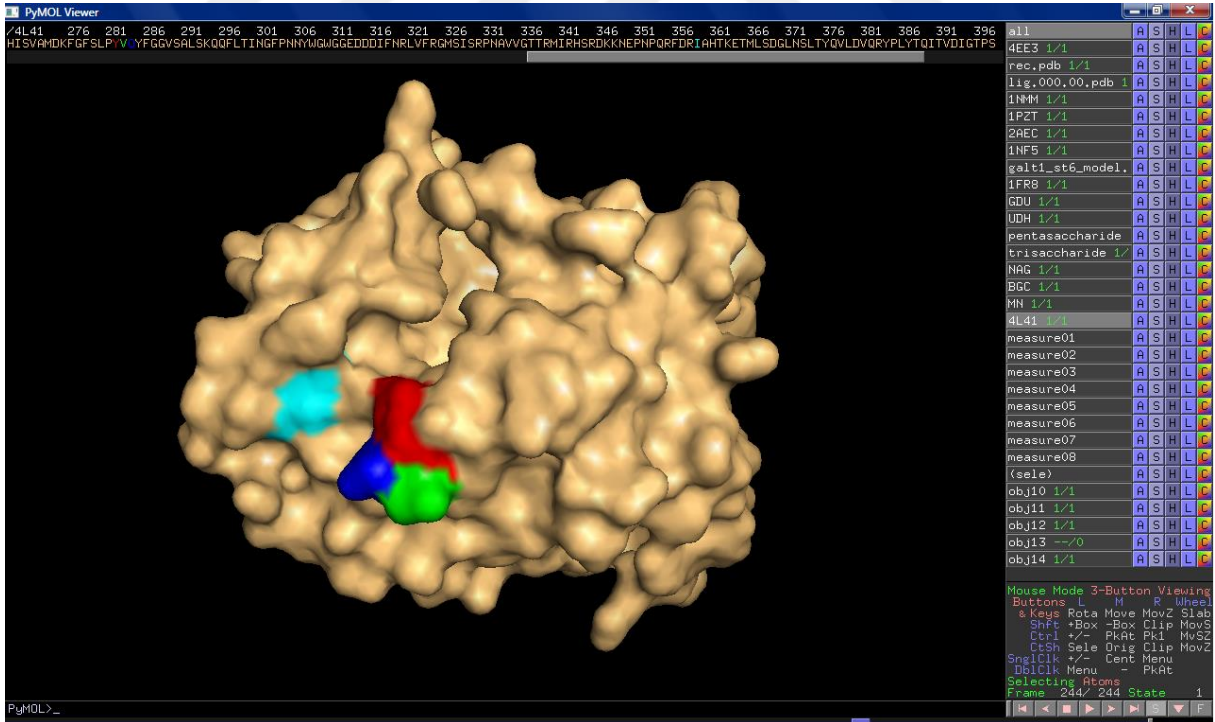 PyMOL Viewer
/4L41 276 281 286 291 296 301 306 311 316 321 326 331 336 341 346 351 356 361 366 371 376 381 386 391 396
HISVAMDKFGFSLPYVQYFGGVSALSKQQFLTINGFPNNYWGWGGEDDDIFNRLVFRGMSISRPNAVVGTTRMIRHSRDKKNEPNPQRFDRIAHTKETMLSDGLNSLTYQVLDVQRYPLYTQITVDIGTPS
all A S H L C
4EE3 1/1 A S H L C
rec.pdb 1/1 A S H L C
lig.000.00.pdb 1 A S H L C
1NMM 1/1 A S H L C
1PZT 1/1 A S H L C
2AEC 1/1 A S H L C
1NF5 1/1 A S H L C
galt1_st6_model. A S H L C
1FR8 1/1 A S H L C
GDU 1/1 A S H L C
UDH 1/1 A S H L C
pentasaccharide A S H L C
trisaccharide 1/ A S H L C
NAG 1/1 A S H L C
BGC 1/1 A S H L C
MN 1/1 A S H L C
4L41 1/1 A S H L C
measure01 A S H L C
measure02 A S H L C
measure03 A S H L C
measure04 A S H L C
measure05 A S H L C
measure06 A S H L C
measure07 A S H L C
measure08 A S H L C
(sele) A S H L C
obj10 1/1 A S H L C
obj11 1/1 A S H L C
obj12 1/1 A S H L C
obj13 --/0 A S H L C
obj14 1/1 A S H L C
Mouse Mode 3-Button Viewing
Buttons L M R Wheel
& Keys Rota Move MovZ Slab
Shft +Box -Box Clip MovS
Ctrl +/- PkAt Pk1 MvSZ
CtSh Sele Orig Clip MovZ
SnglClk +/- Cent Menu
DblClk Menu - PkAt
Selecting Atoms
Frame 244/ 244 State 1
S F
PyMOL>_